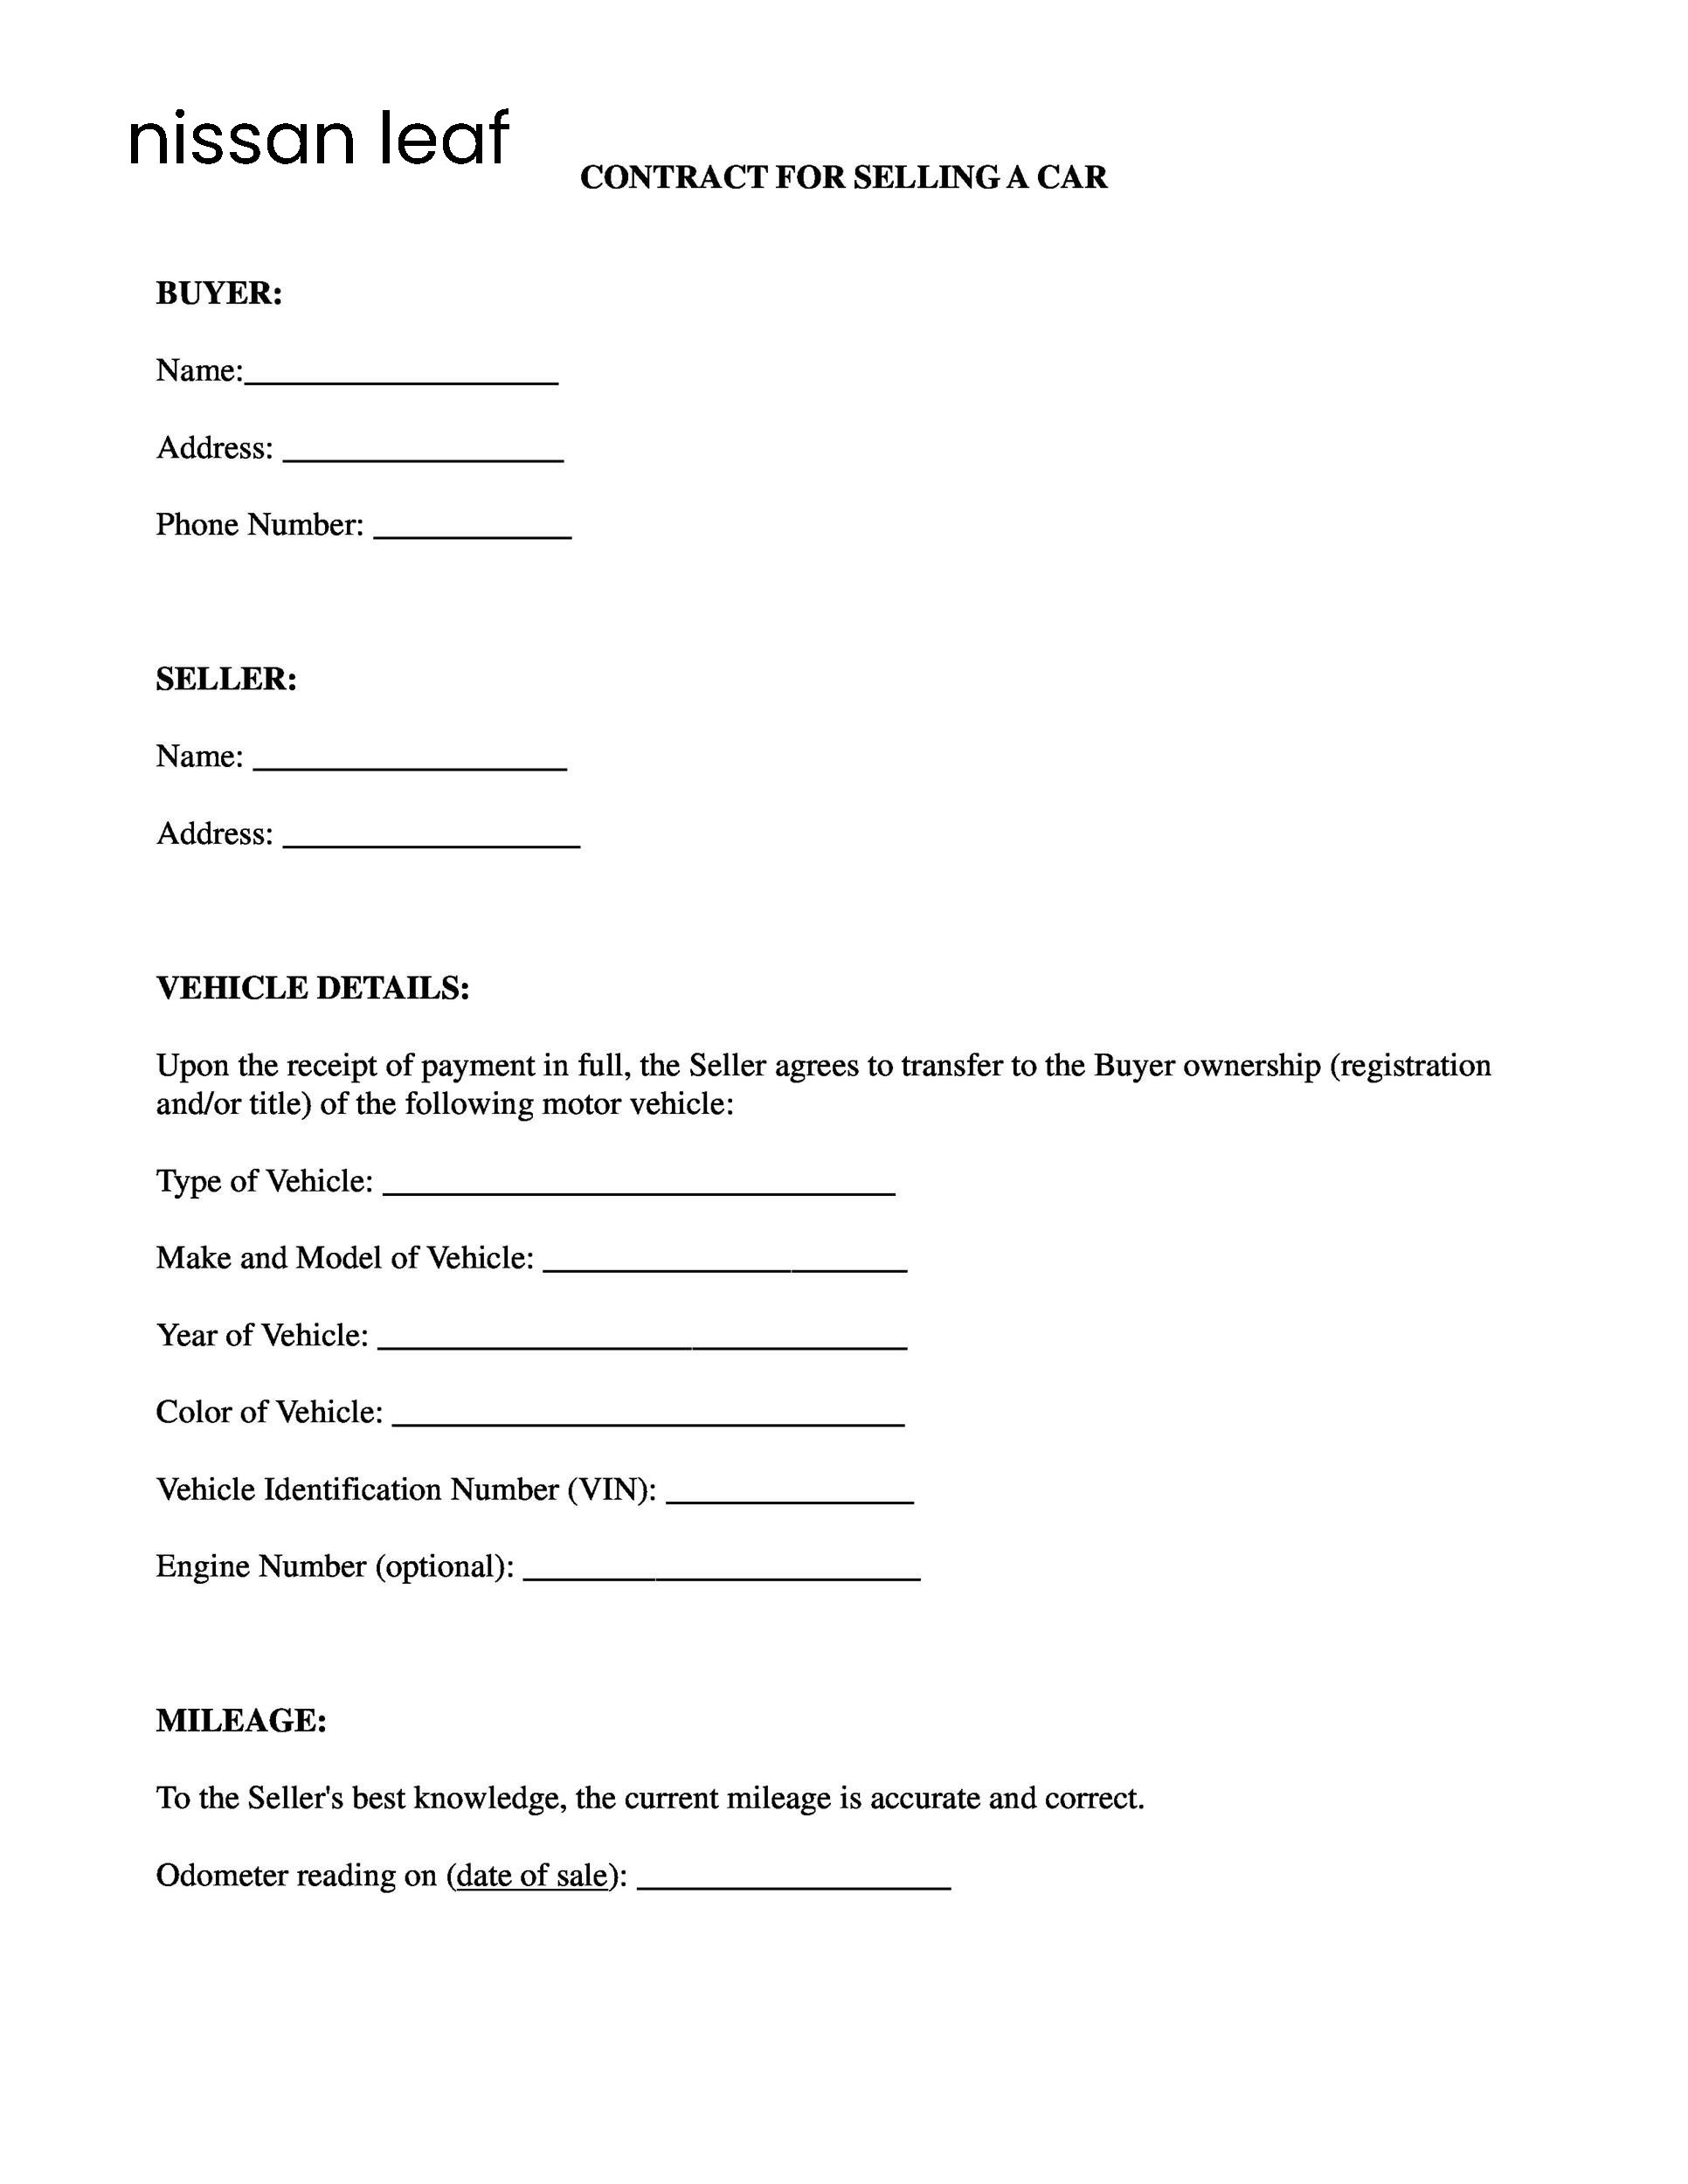 nissan leaf
CONTRACT FOR SELLING A CAR
BUYER:
Name:___________________
Address: _________________
Phone Number: ____________
SELLER:
Name: ___________________
Address: __________________
VEHICLE DETAILS:
Upon the receipt of payment in full, the Seller agrees to transfer to the Buyer ownership (registration
and/or title) of the following motor vehicle:
Type of Vehicle: _______________________________
Make and Model of Vehicle: ______________________
Year of Vehicle: ________________________________
Color of Vehicle: _______________________________
Vehicle Identification Number (VIN): _______________
Engine Number (optional): ________________________
MILEAGE:
To the Seller's best knowledge, the current mileage is accurate and correct.
Odometer reading on (date of sale): ___________________